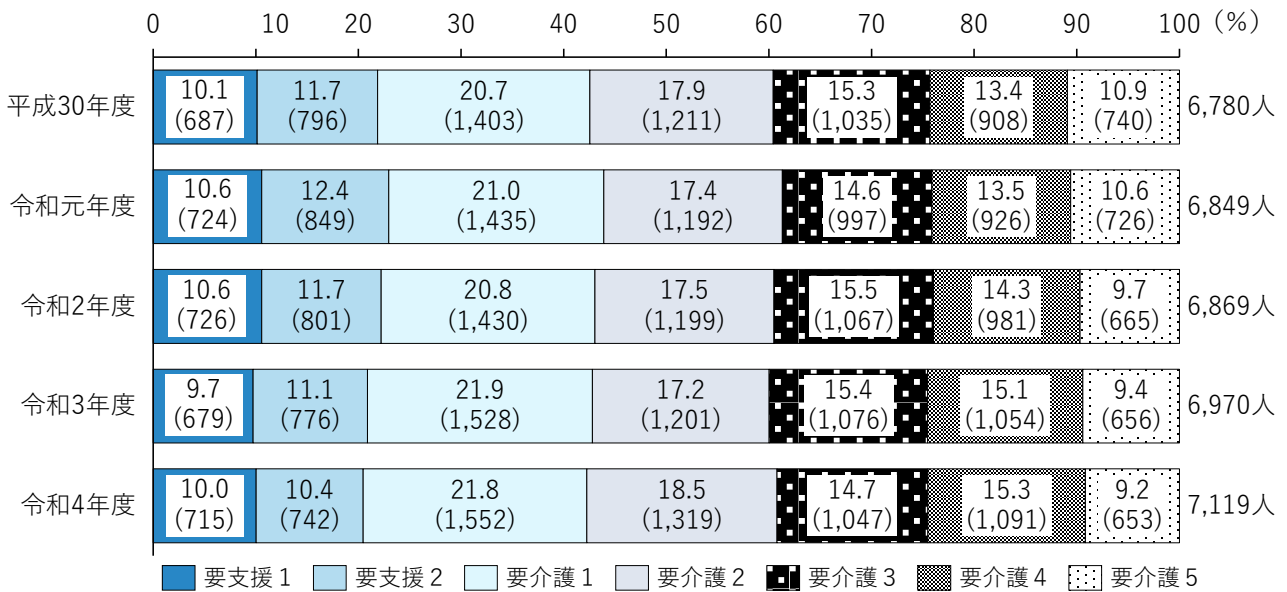 0 10 20 30 40 50 60 70 80 90 100（%）
平成30年度 10.1 11.7 20.7 17.9 15.3 13.4 10.9 6,780人
(687) (796) (1,403) (1,211) (1,035) (908) (740)
令和元年度 10.6 12.4 21.0 17.4 14.6 13.5 10.6 6,849人
(724) (849) (1,435) (1,192) (997) (926) (726)
令和2年度 10.6 11.7 20.8 17.5 15.5 14.3 9.7 6,869人
(726) (801) (1,430) (1,199) (1,067) (981) (665)
令和3年度 9.7 11.1 21.9 17.2 15.4 15.1 9.4 6,970人
(679) (776) (1,528) (1,201) (1,076) (1,054) (656)
令和4年度 10.0 10.4 21.8 18.5 14.7 15.3 9.2 7,119人
(715) (742) (1,552) (1,319) (1,047) (1,091) (653)
要支援1 要支援2 要介護1 要介護2 要介護3 要介護4 要介護5